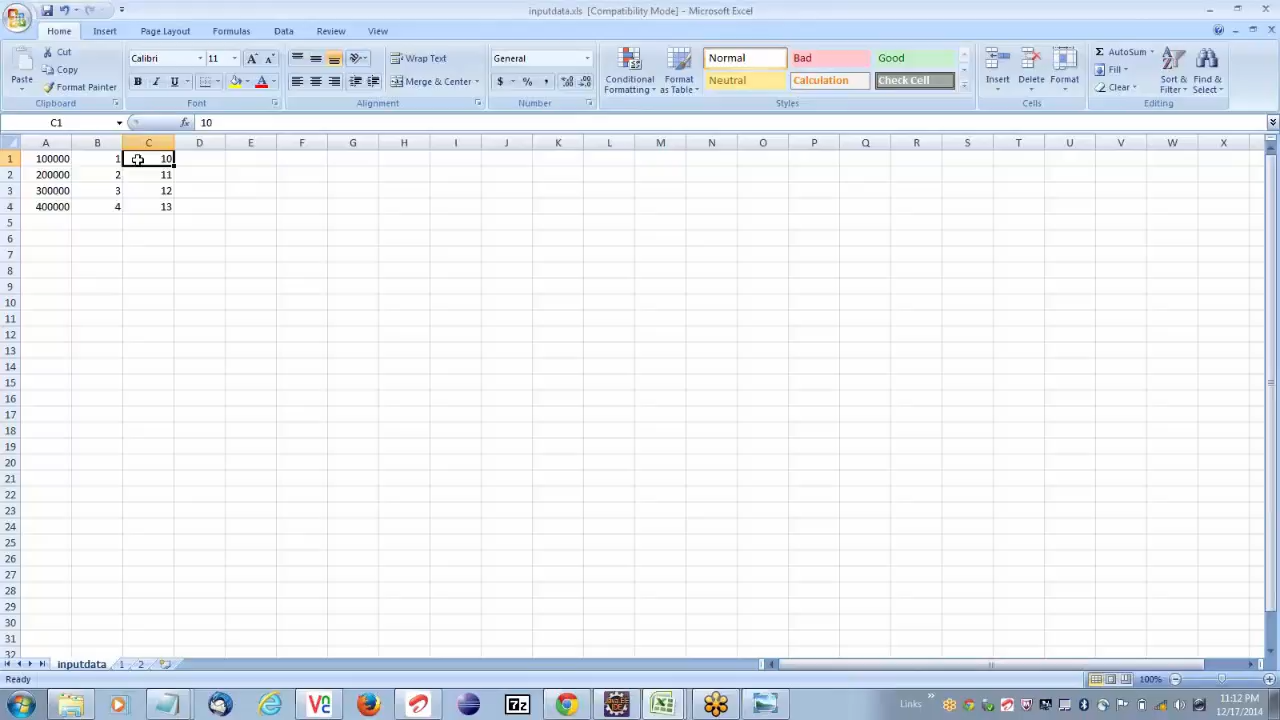 inputdata.xls [Compatibility Mode] - Microsoft Excel
Home Insert Page Layout Formulas Data Review View
Paste Cut Copy Format Painter Clipboard
Calibri 11 A A B I U A Font
Wrap Text Merge & Center Alignment
General $ % , Number
Conditional Formatting Format as Table Normal Bad Good Neutral Calculation Check Cell Styles
Insert Delete Format Cells
Σ AutoSum Fill Clear Sort & Filter Find & Select Editing
C1 fx 10
A B C D E F G H I J K L M N O P Q R S T U V W X
1 100000 1 10
2 200000 2 11
3 300000 3 12
4 400000 4 13
5
6
7
8
9
10
11
12
13
14
15
16
17
18
19
20
21
22
23
24
25
26
27
28
29
30
31
32
inputdata 1 2
Ready 100%
VNC 7z Links 11:12 PM
12/17/2014